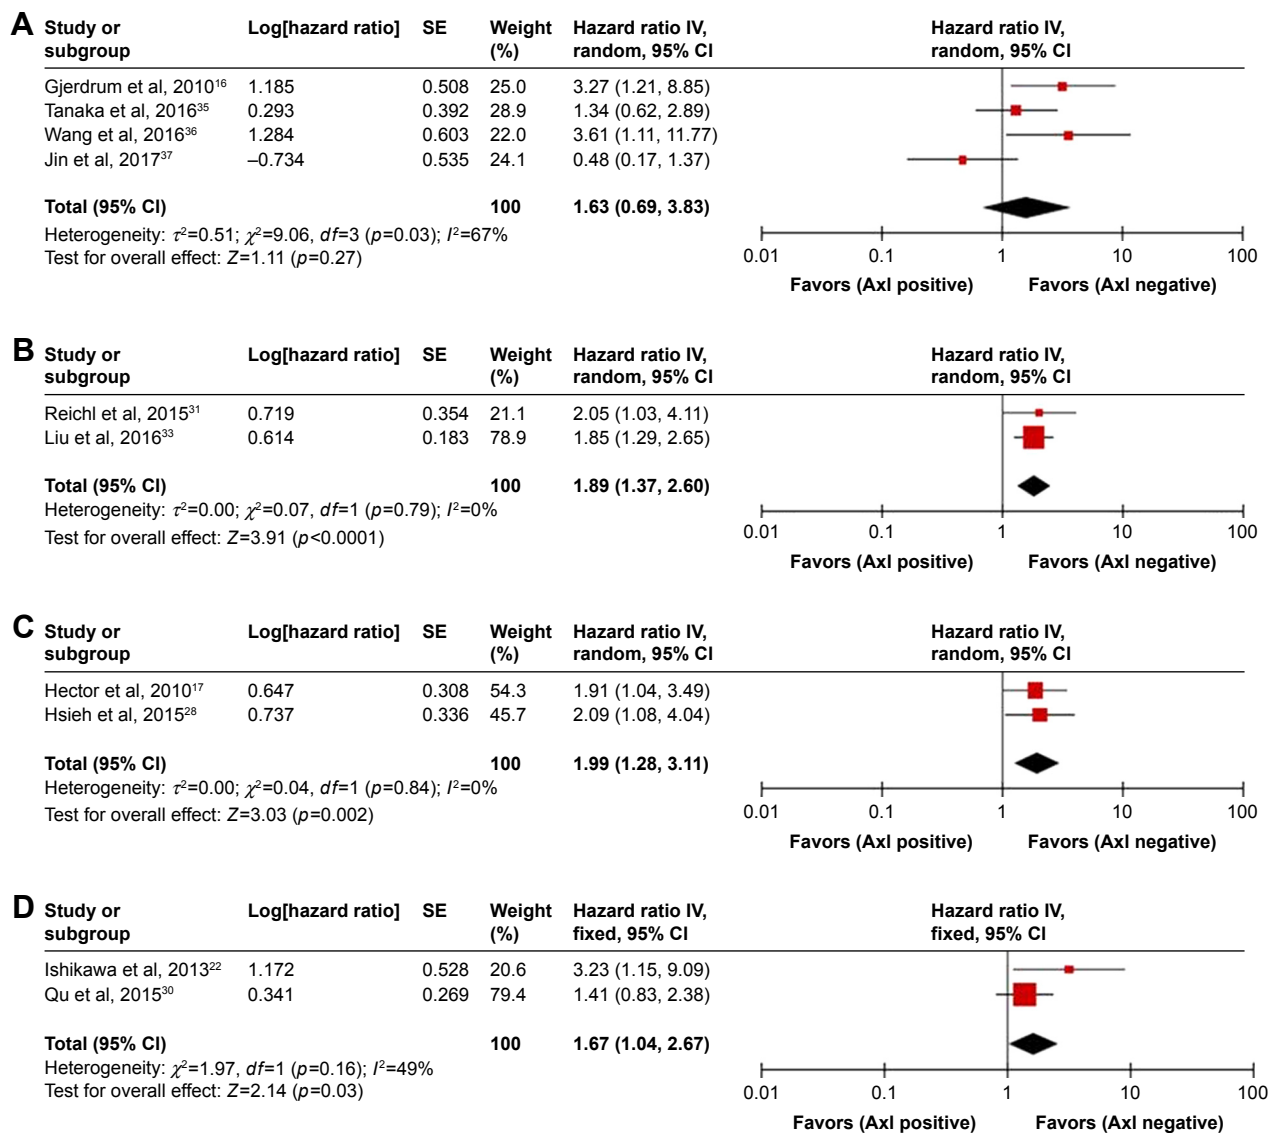 A Study or subgroup Log[hazard ratio] SE Weight (%) Hazard ratio IV, random, 95% CI Hazard ratio IV, random, 95% CI
Gjerdrum et al, 2010¹⁶ 1.185 0.508 25.0 3.27 (1.21, 8.85)
Tanaka et al, 2016³⁵ 0.293 0.392 28.9 1.34 (0.62, 2.89)
Wang et al, 2016³⁶ 1.284 0.603 22.0 3.61 (1.11, 11.77)
Jin et al, 2017³⁷ –0.734 0.535 24.1 0.48 (0.17, 1.37)
Total (95% CI) 100 1.63 (0.69, 3.83)
Heterogeneity: τ²=0.51; χ²=9.06, df=3 (p=0.03); I²=67%
Test for overall effect: Z=1.11 (p=0.27)
0.01 0.1 1 10 100
Favors (Axl positive) Favors (Axl negative)
B Study or subgroup Log[hazard ratio] SE Weight (%) Hazard ratio IV, random, 95% CI Hazard ratio IV, random, 95% CI
Reichl et al, 2015³¹ 0.719 0.354 21.1 2.05 (1.03, 4.11)
Liu et al, 2016³³ 0.614 0.183 78.9 1.85 (1.29, 2.65)
Total (95% CI) 100 1.89 (1.37, 2.60)
Heterogeneity: τ²=0.00; χ²=0.07, df=1 (p=0.79); I²=0%
Test for overall effect: Z=3.91 (p<0.0001)
0.01 0.1 1 10 100
Favors (Axl positive) Favors (Axl negative)
C Study or subgroup Log[hazard ratio] SE Weight (%) Hazard ratio IV, random, 95% CI Hazard ratio IV, random, 95% CI
Hector et al, 2010¹⁷ 0.647 0.308 54.3 1.91 (1.04, 3.49)
Hsieh et al, 2015²⁸ 0.737 0.336 45.7 2.09 (1.08, 4.04)
Total (95% CI) 100 1.99 (1.28, 3.11)
Heterogeneity: τ²=0.00; χ²=0.04, df=1 (p=0.84); I²=0%
Test for overall effect: Z=3.03 (p=0.002)
0.01 0.1 1 10 100
Favors (Axl positive) Favors (Axl negative)
D Study or subgroup Log[hazard ratio] SE Weight (%) Hazard ratio IV, fixed, 95% CI Hazard ratio IV, fixed, 95% CI
Ishikawa et al, 2013²² 1.172 0.528 20.6 3.23 (1.15, 9.09)
Qu et al, 2015³⁰ 0.341 0.269 79.4 1.41 (0.83, 2.38)
Total (95% CI) 100 1.67 (1.04, 2.67)
Heterogeneity: χ²=1.97, df=1 (p=0.16); I²=49%
Test for overall effect: Z=2.14 (p=0.03)
0.01 0.1 1 10 100
Favors (Axl positive) Favors (Axl negative)